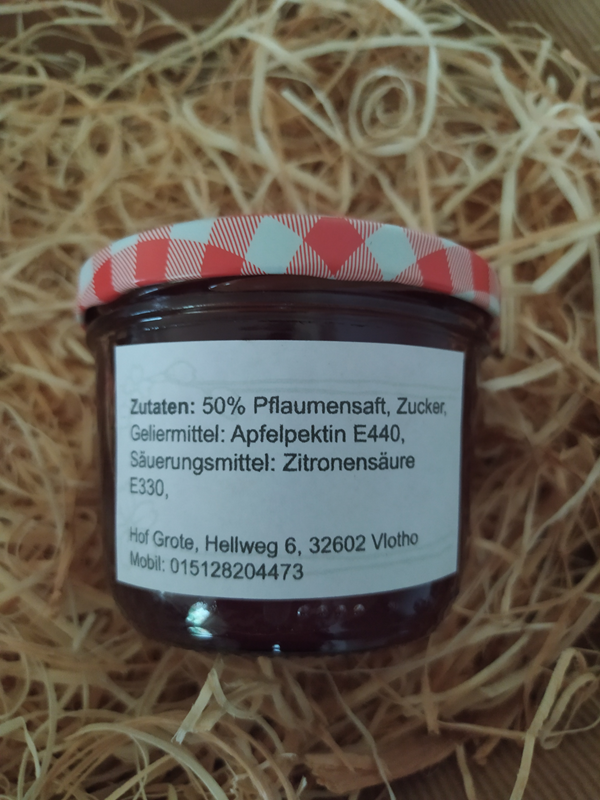 Zutaten: 50% Pflaumensaft, Zucker,
Geliermittel: Apfelpektin E440,
Säuerungsmittel: Zitronensäure
E330,
Hof Grote, Hellweg 6, 32602 Vlotho
Mobil: 015128204473